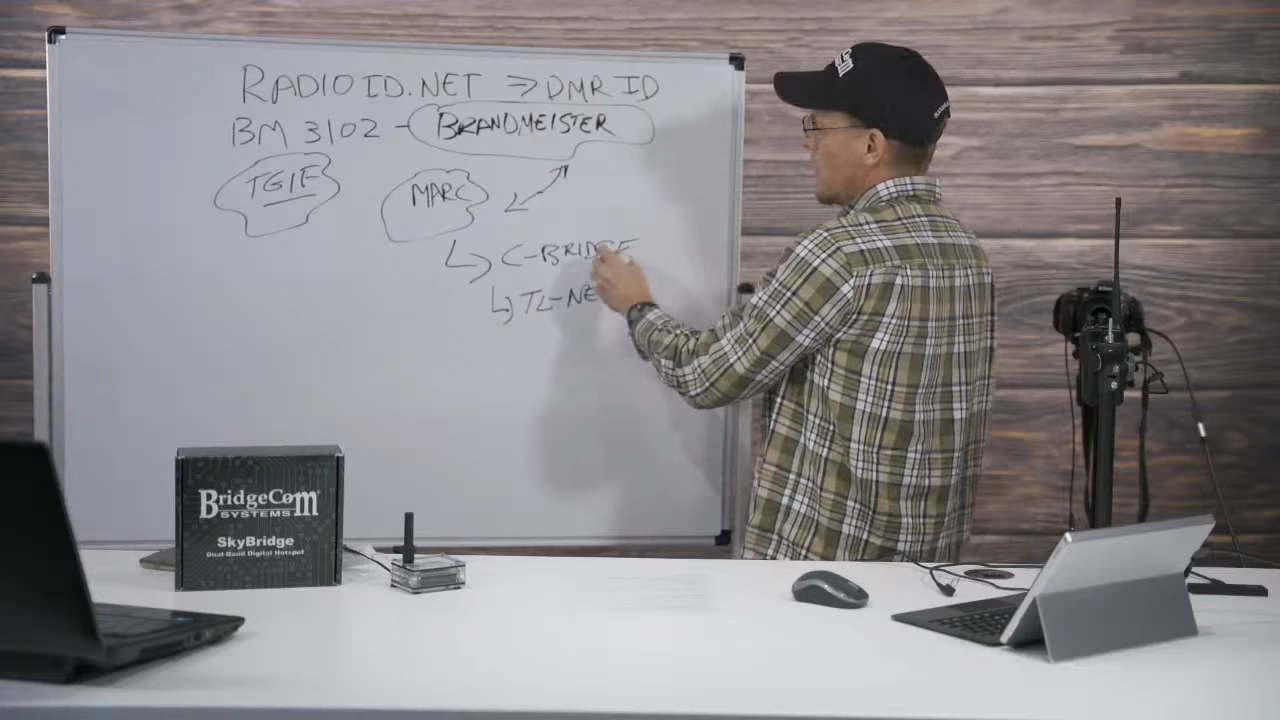 RADIOID.NET => DMR ID
BM 3102 - BRANDMEISTER
TGIF
MARC
C-BRIDGE
TL-NE
BRIDGECOM
SYSTEMS
SkyBridge
Dual-Band Digital Hotspot